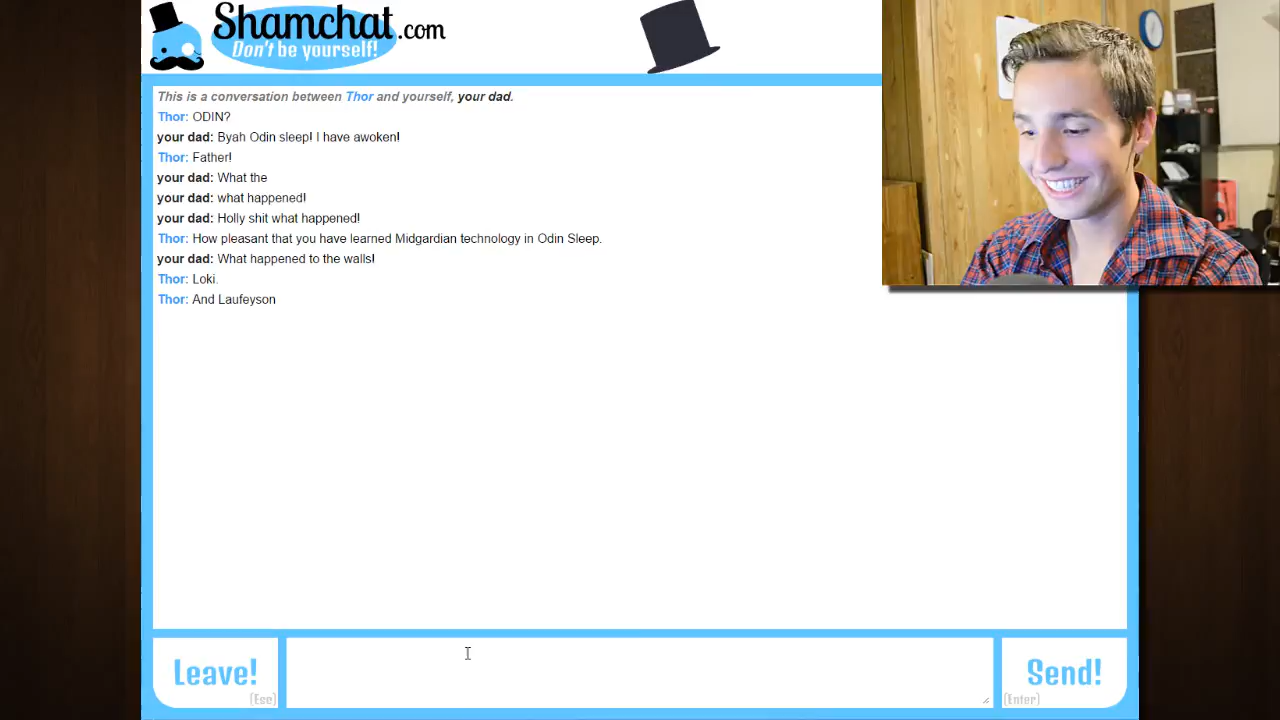 Shamchat.com
Don't be yourself!
This is a conversation between Thor and yourself, your dad.
Thor: ODIN?
your dad: Byah Odin sleep! I have awoken!
Thor: Father!
your dad: What the
your dad: what happened!
your dad: Holly shit what happened!
Thor: How pleasant that you have learned Midgardian technology in Odin Sleep.
your dad: What happened to the walls!
Thor: Loki.
Thor: And Laufeyson
Leave!
(Esc)
Send!
(Enter)